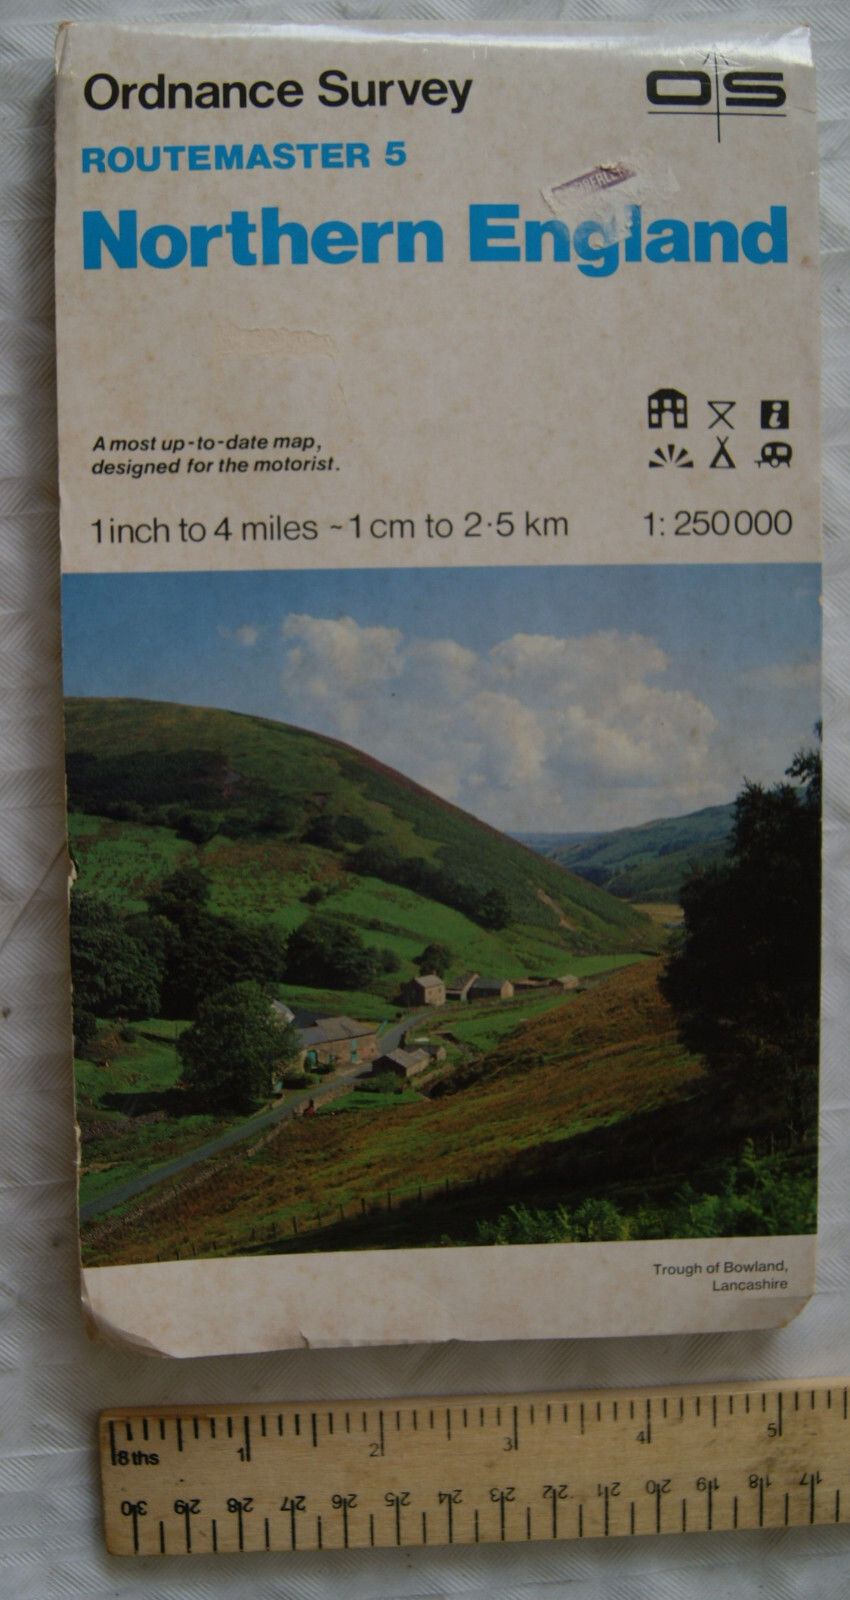 Ordnance Survey
OS
ROUTEMASTER 5
Northern England
A most up-to-date map,
designed for the motorist.
i
1 inch to 4 miles ~ 1 cm to 2·5 km
1: 250 000
Trough of Bowland,
Lancashire
8 ths
1
2
3
4
5
30 29 28 27 26 25 24 23 22 21 20 19 18 17